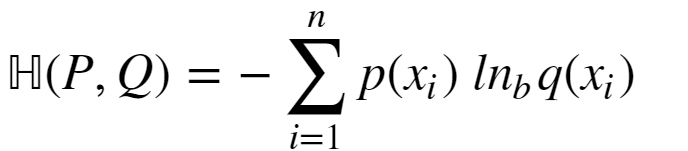 ℍ(P, Q) = − ∑_{i=1}^{n} p(x_i) ln_b q(x_i)